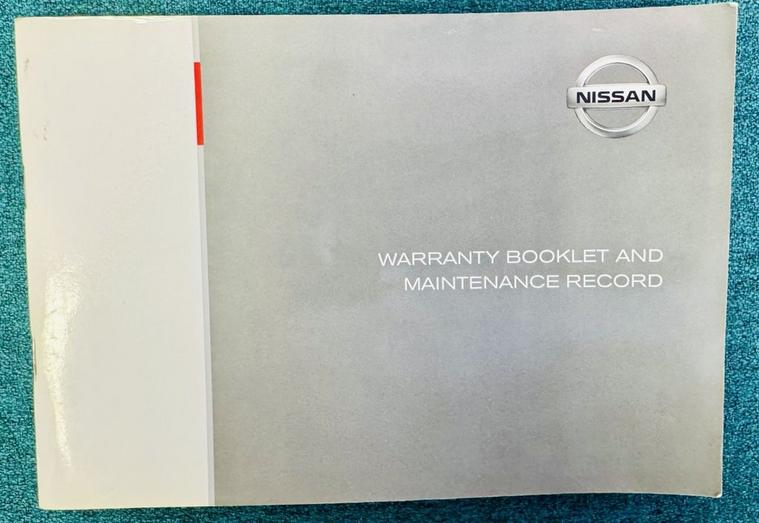 NISSAN
WARRANTY BOOKLET AND
MAINTENANCE RECORD